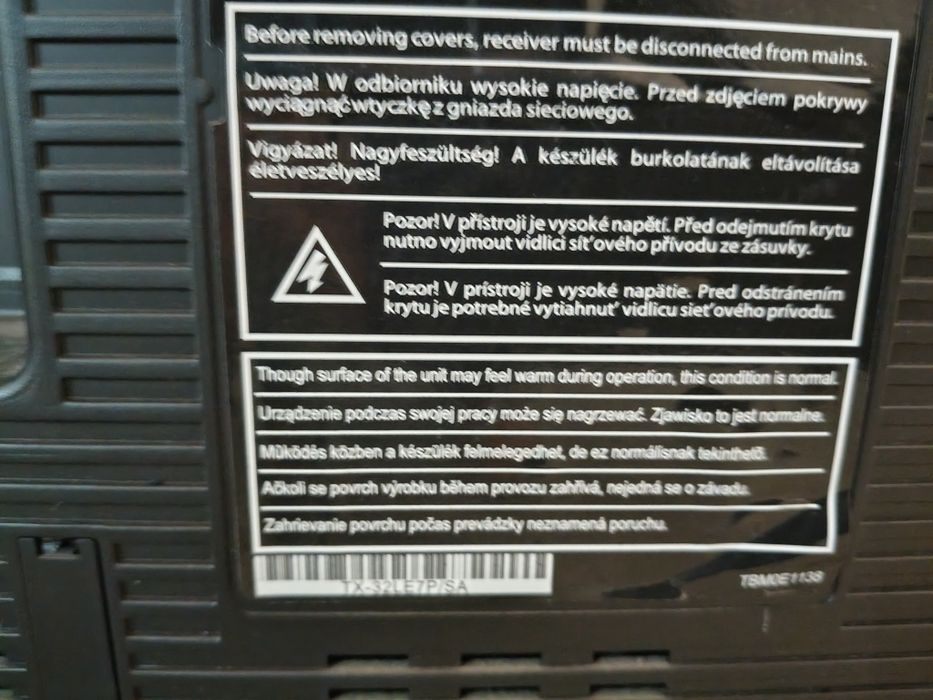 Before removing covers, receiver must be disconnected from mains.
Uwaga! W odbiorniku wysokie napięcie. Przed zdjęciem pokrywy
wyciągnąć wtyczkę z gniazda sieciowego.
Vigyázat! Nagyfeszültség! A készülék burkolatának eltávolítása
életveszélyes!
Pozor! V přístroji je vysoké napětí. Před odejmutím krytu
nutno vyjmout vidlici síťového přívodu ze zásuvky.
Pozor! V prístroji je vysoké napätie. Pred odstránením
krytu je potrebné vytiahnuť vidlicu sieťového prívodu.
Though surface of the unit may feel warm during operation, this condition is normal.
Urządzenie podczas swojej pracy może się nagrzewać. Zjawisko to jest normalne.
Működés közben a készülék felmelegedhet, de ez normálisnak tekinthető.
Ačkoli se povrch výrobku během provozu zahřívá, nejedná se o závadu.
Zahrievanie povrchu počas prevádzky neznamená poruchu.
TX-32LE7P/SA
TBM0E1138